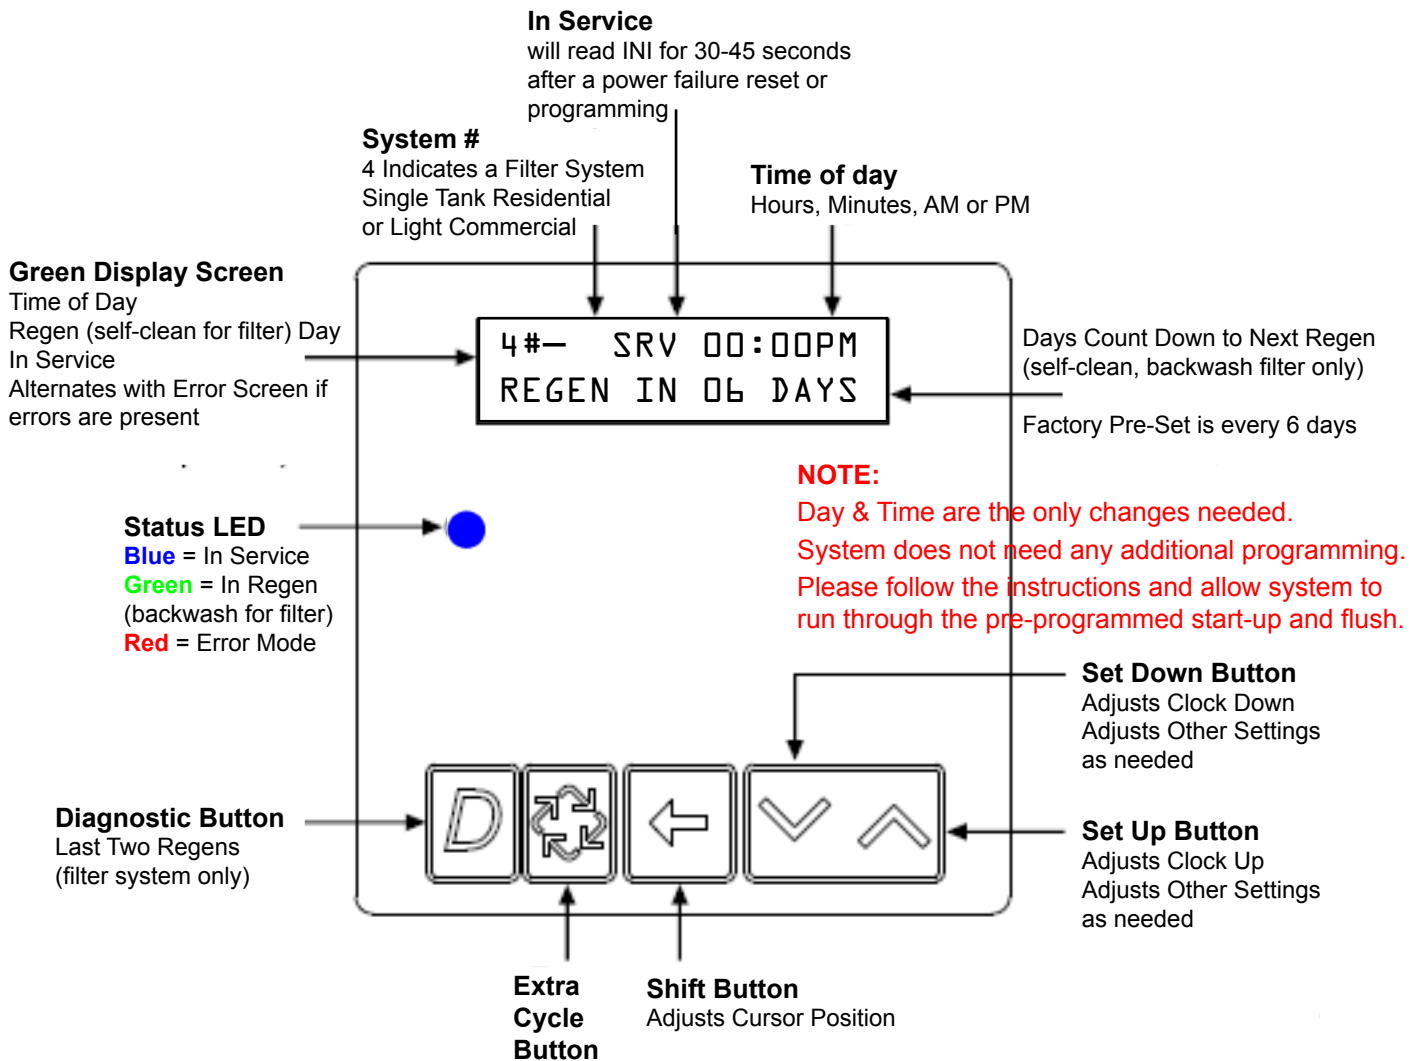 In Service
will read INI for 30-45 seconds
after a power failure reset or
programming
System #
4 Indicates a Filter System
Single Tank Residential
or Light Commercial
Time of day
Hours, Minutes, AM or PM
Green Display Screen
Time of Day
Regen (self-clean for filter) Day
In Service
Alternates with Error Screen if
errors are present
4#— SRV 00:00PM
REGEN IN 06 DAYS
Days Count Down to Next Regen
(self-clean, backwash filter only)
Factory Pre-Set is every 6 days
NOTE:
Day & Time are the only changes needed.
System does not need any additional programming.
Please follow the instructions and allow system to
run through the pre-programmed start-up and flush.
Status LED
Blue = In Service
Green = In Regen
(backwash for filter)
Red = Error Mode
Set Down Button
Adjusts Clock Down
Adjusts Other Settings
as needed
Diagnostic Button
Last Two Regens
(filter system only)
D
Set Up Button
Adjusts Clock Up
Adjusts Other Settings
as needed
Extra
Cycle
Button
Shift Button
Adjusts Cursor Position